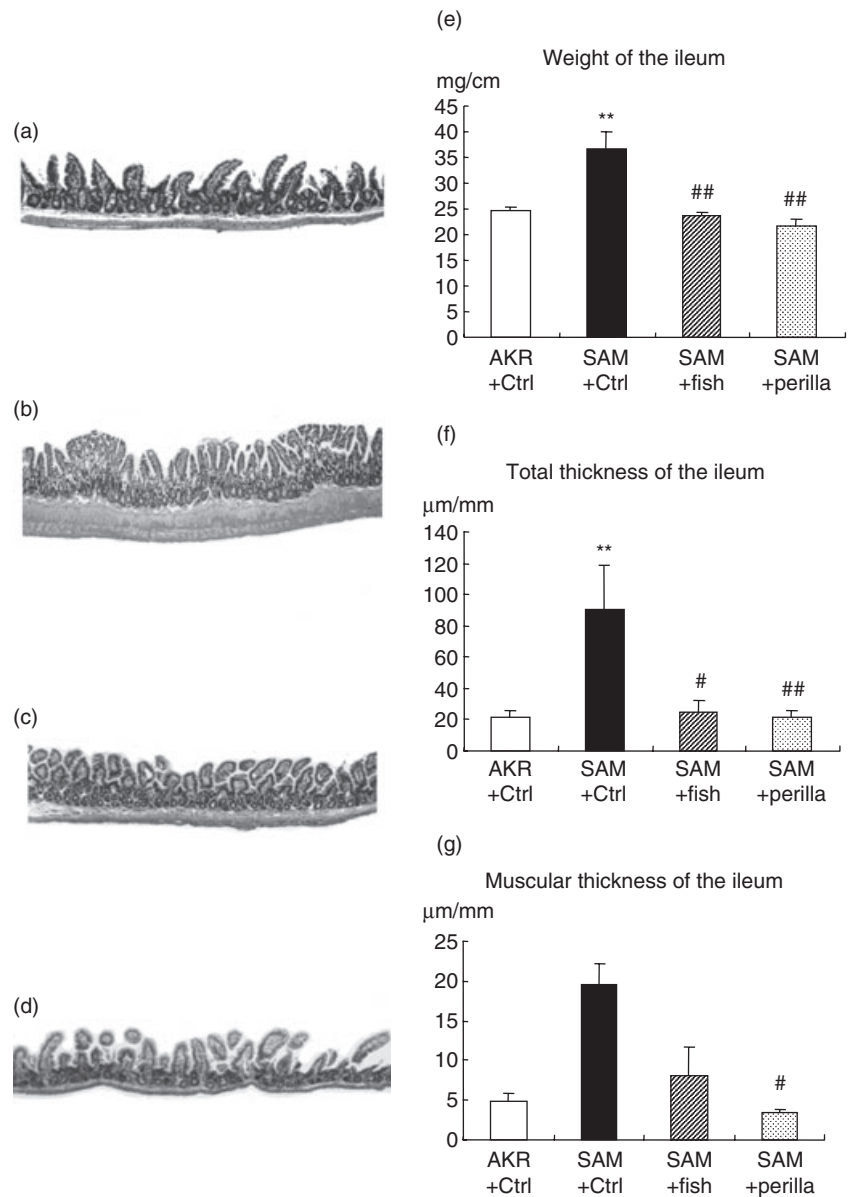 (a)
(b)
(c)
(d)
(e)
Weight of the ileum
mg/cm
45
40
35
30
25
20
15
10
5
0
**
##
##
AKR
+Ctrl
SAM
+Ctrl
SAM
+fish
SAM
+perilla
(f)
Total thickness of the ileum
μm/mm
140
120
100
80
60
40
20
0
**
#
##
AKR
+Ctrl
SAM
+Ctrl
SAM
+fish
SAM
+perilla
(g)
Muscular thickness of the ileum
μm/mm
25
20
15
10
5
0
#
AKR
+Ctrl
SAM
+Ctrl
SAM
+fish
SAM
+perilla